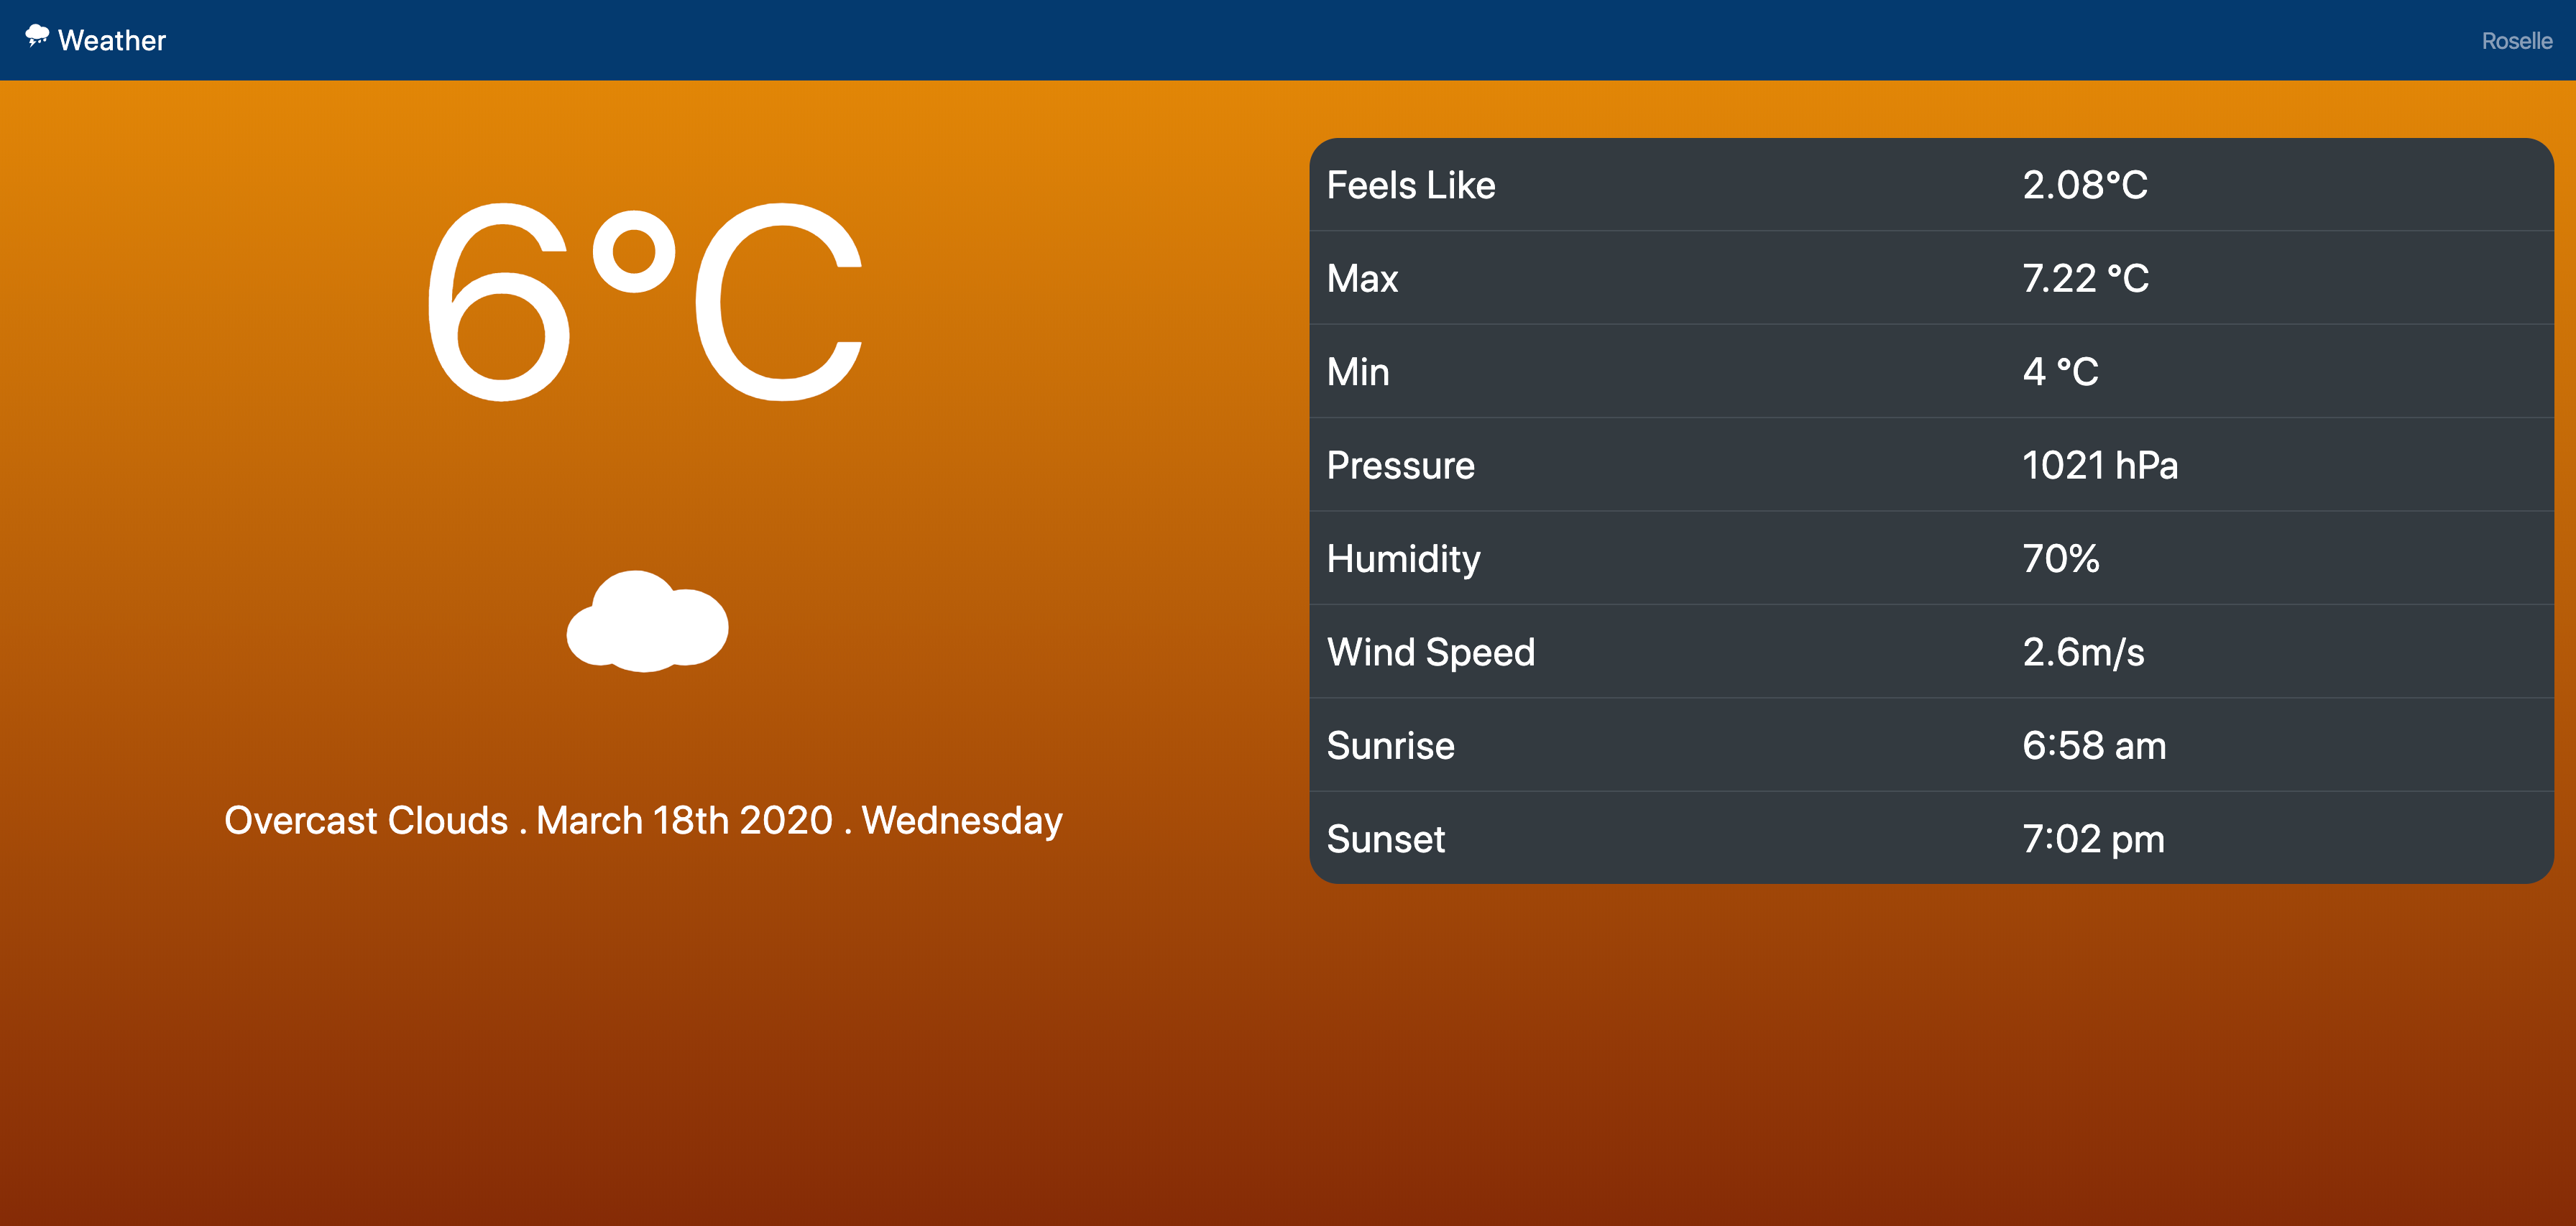 Weather
Roselle
6°C
Overcast Clouds . March 18th 2020 . Wednesday
Feels Like 2.08°C
Max 7.22 °C
Min 4 °C
Pressure 1021 hPa
Humidity 70%
Wind Speed 2.6m/s
Sunrise 6:58 am
Sunset 7:02 pm